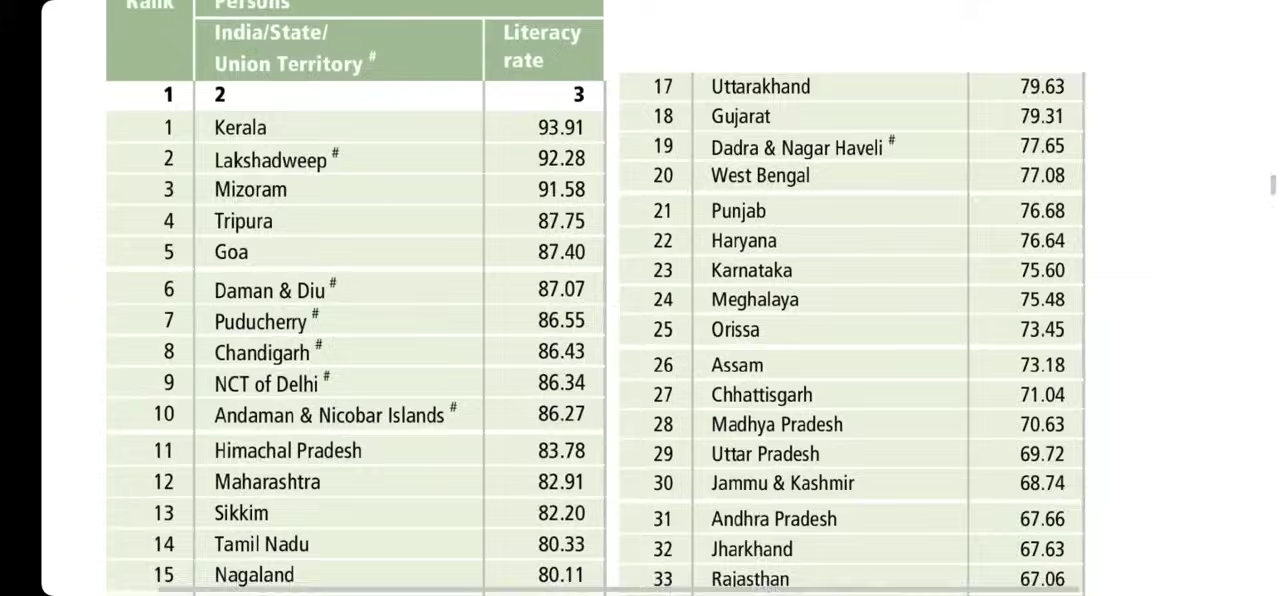 Rank Persons
India/State/ Literacy
Union Territory # rate
1 2 3
1 Kerala 93.91
2 Lakshadweep # 92.28
3 Mizoram 91.58
4 Tripura 87.75
5 Goa 87.40
6 Daman & Diu # 87.07
7 Puducherry # 86.55
8 Chandigarh # 86.43
9 NCT of Delhi # 86.34
10 Andaman & Nicobar Islands # 86.27
11 Himachal Pradesh 83.78
12 Maharashtra 82.91
13 Sikkim 82.20
14 Tamil Nadu 80.33
15 Nagaland 80.11
17 Uttarakhand 79.63
18 Gujarat 79.31
19 Dadra & Nagar Haveli # 77.65
20 West Bengal 77.08
21 Punjab 76.68
22 Haryana 76.64
23 Karnataka 75.60
24 Meghalaya 75.48
25 Orissa 73.45
26 Assam 73.18
27 Chhattisgarh 71.04
28 Madhya Pradesh 70.63
29 Uttar Pradesh 69.72
30 Jammu & Kashmir 68.74
31 Andhra Pradesh 67.66
32 Jharkhand 67.63
33 Rajasthan 67.06